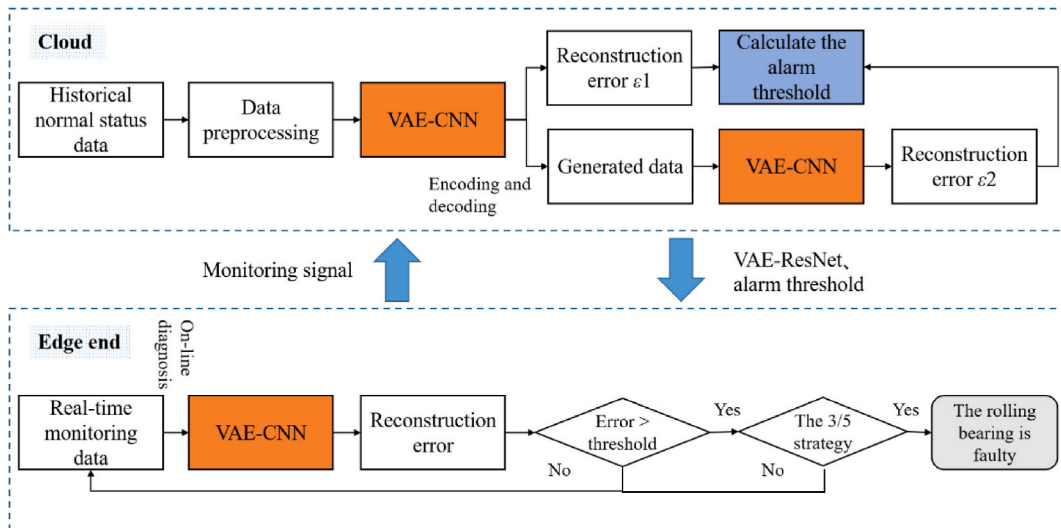 Cloud
Historical
normal status
data
Data
preprocessing
VAE-CNN
Encoding and
decoding
Reconstruction
error ε1
Calculate the
alarm
threshold
Generated data
VAE-CNN
Reconstruction
error ε2
Monitoring signal
VAE-ResNet、
alarm threshold
Edge end
Real-time
monitoring
data
On-line
diagnosis
VAE-CNN
Reconstruction
error
Error >
threshold
Yes
No
The 3/5
strategy
Yes
No
The rolling
bearing is
faulty